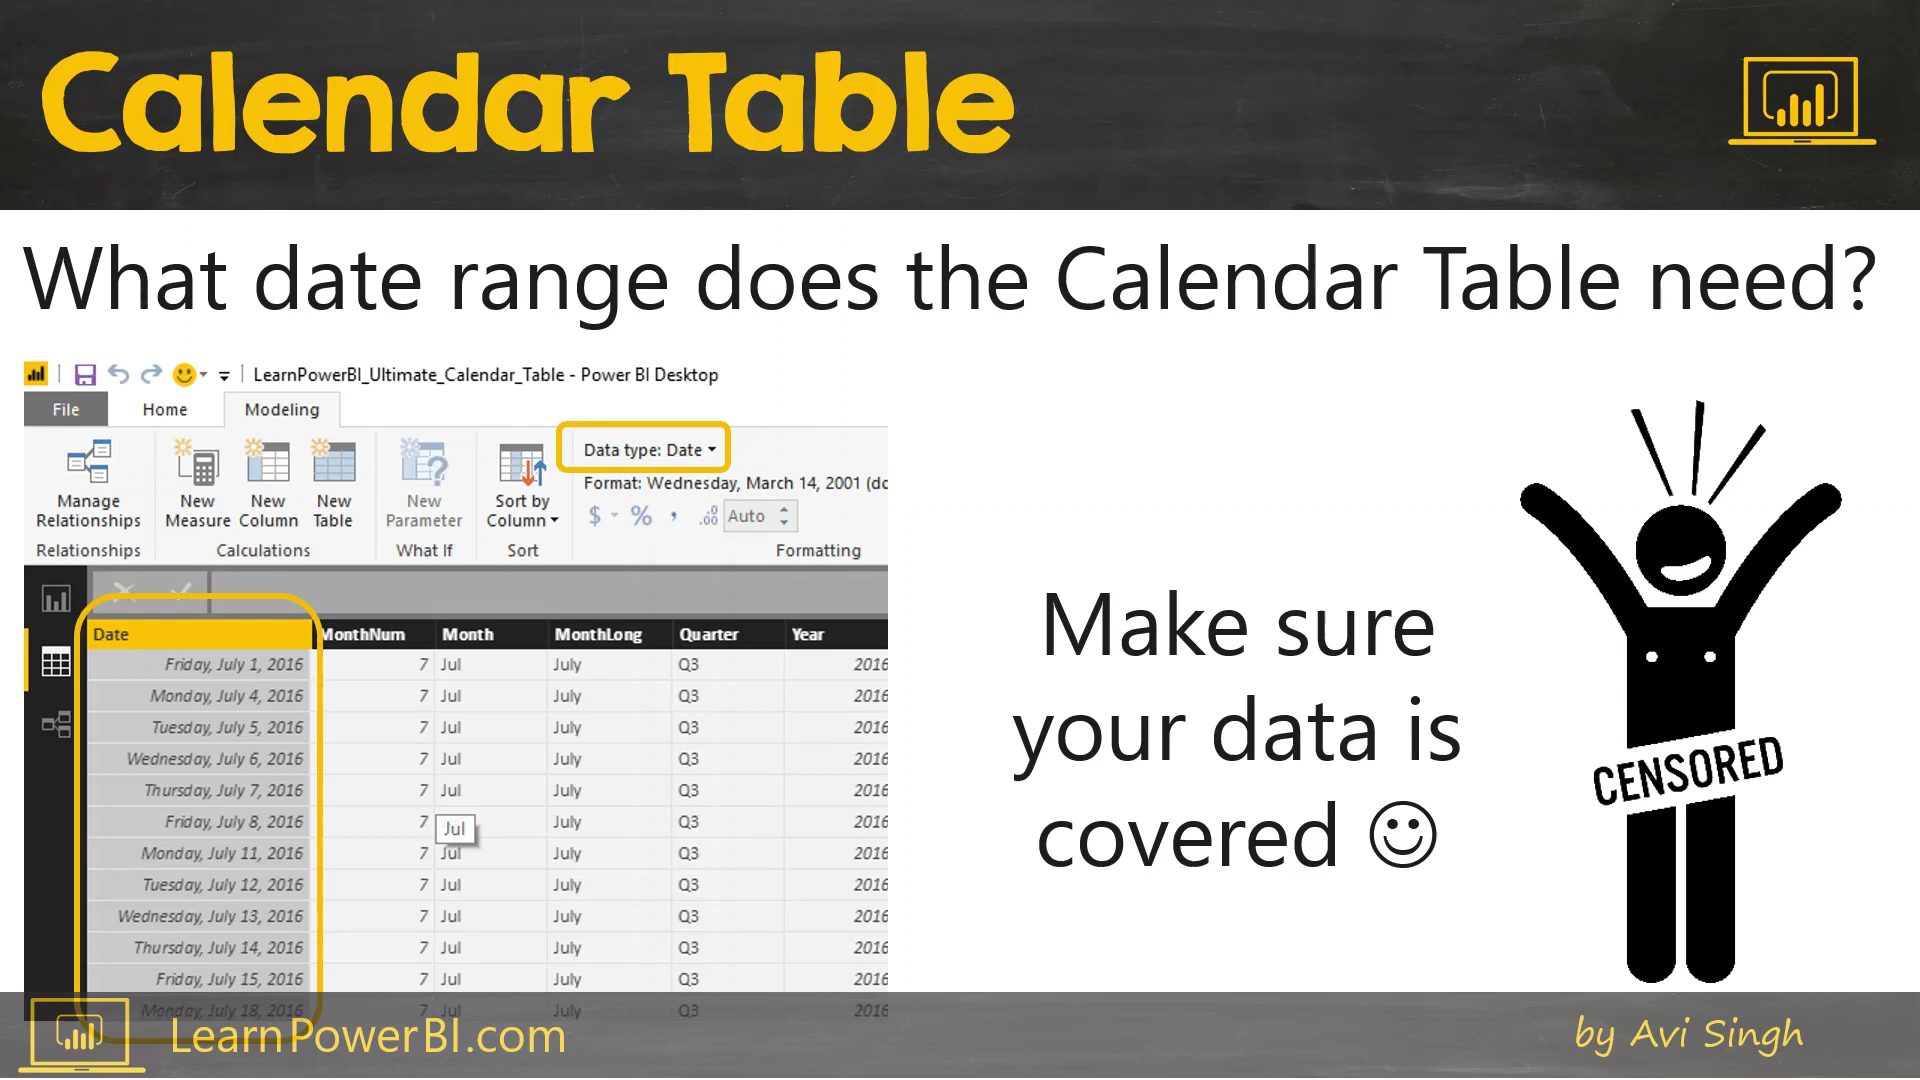 Calendar Table
What date range does the Calendar Table need?
LearnPowerBI_Ultimate_Calendar_Table - Power BI Desktop
File Home Modeling
Manage Relationships
New Measure
New Column
New Table
New Parameter
Sort by Column
Data type: Date
Format: Wednesday, March 14, 2001 (dd
$ % , .00 Auto
Relationships Calculations What If Sort Formatting
Date MonthNum Month MonthLong Quarter Year
Friday, July 1, 2016 7 Jul July Q3 2016
Monday, July 4, 2016 7 Jul July Q3 2016
Tuesday, July 5, 2016 7 Jul July Q3 2016
Wednesday, July 6, 2016 7 Jul July Q3 2016
Thursday, July 7, 2016 7 Jul July Q3 2016
Friday, July 8, 2016 7 Jul July Q3 2016
Monday, July 11, 2016 7 Jul July Q3 2016
Tuesday, July 12, 2016 7 Jul July Q3 2016
Wednesday, July 13, 2016 7 Jul July Q3 2016
Thursday, July 14, 2016 7 Jul July Q3 2016
Friday, July 15, 2016 7 Jul July Q3 2016
Monday, July 18, 2016 7 Jul July Q3 2016
Make sure
your data is
covered ☺
CENSORED
LearnPowerBI.com
by Avi Singh